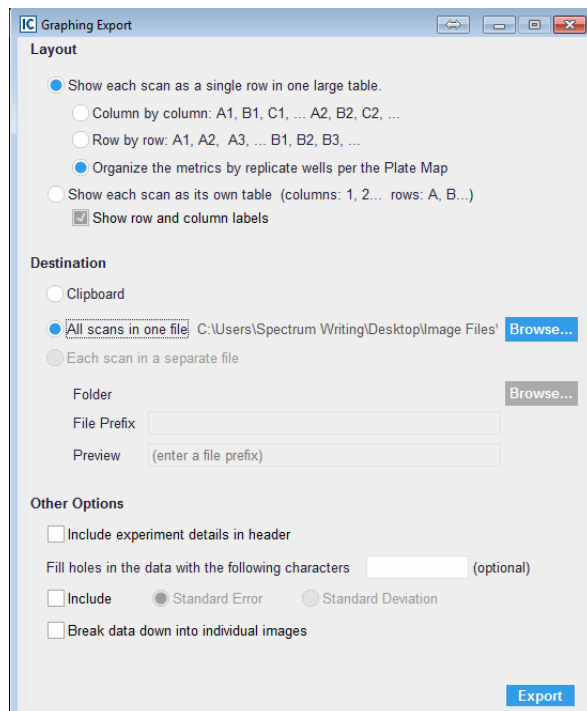 IC Graphing Export
Layout
Show each scan as a single row in one large table.
Column by column: A1, B1, C1, ... A2, B2, C2, ...
Row by row: A1, A2, A3, ... B1, B2, B3, ...
Organize the metrics by replicate wells per the Plate Map
Show each scan as its own table (columns: 1, 2... rows: A, B...)
Show row and column labels
Destination
Clipboard
All scans in one file C:\Users\Spectrum Writing\Desktop\Image Files\ Browse...
Each scan in a separate file
Folder Browse...
File Prefix
Preview (enter a file prefix)
Other Options
Include experiment details in header
Fill holes in the data with the following characters (optional)
Include Standard Error Standard Deviation
Break data down into individual images
Export